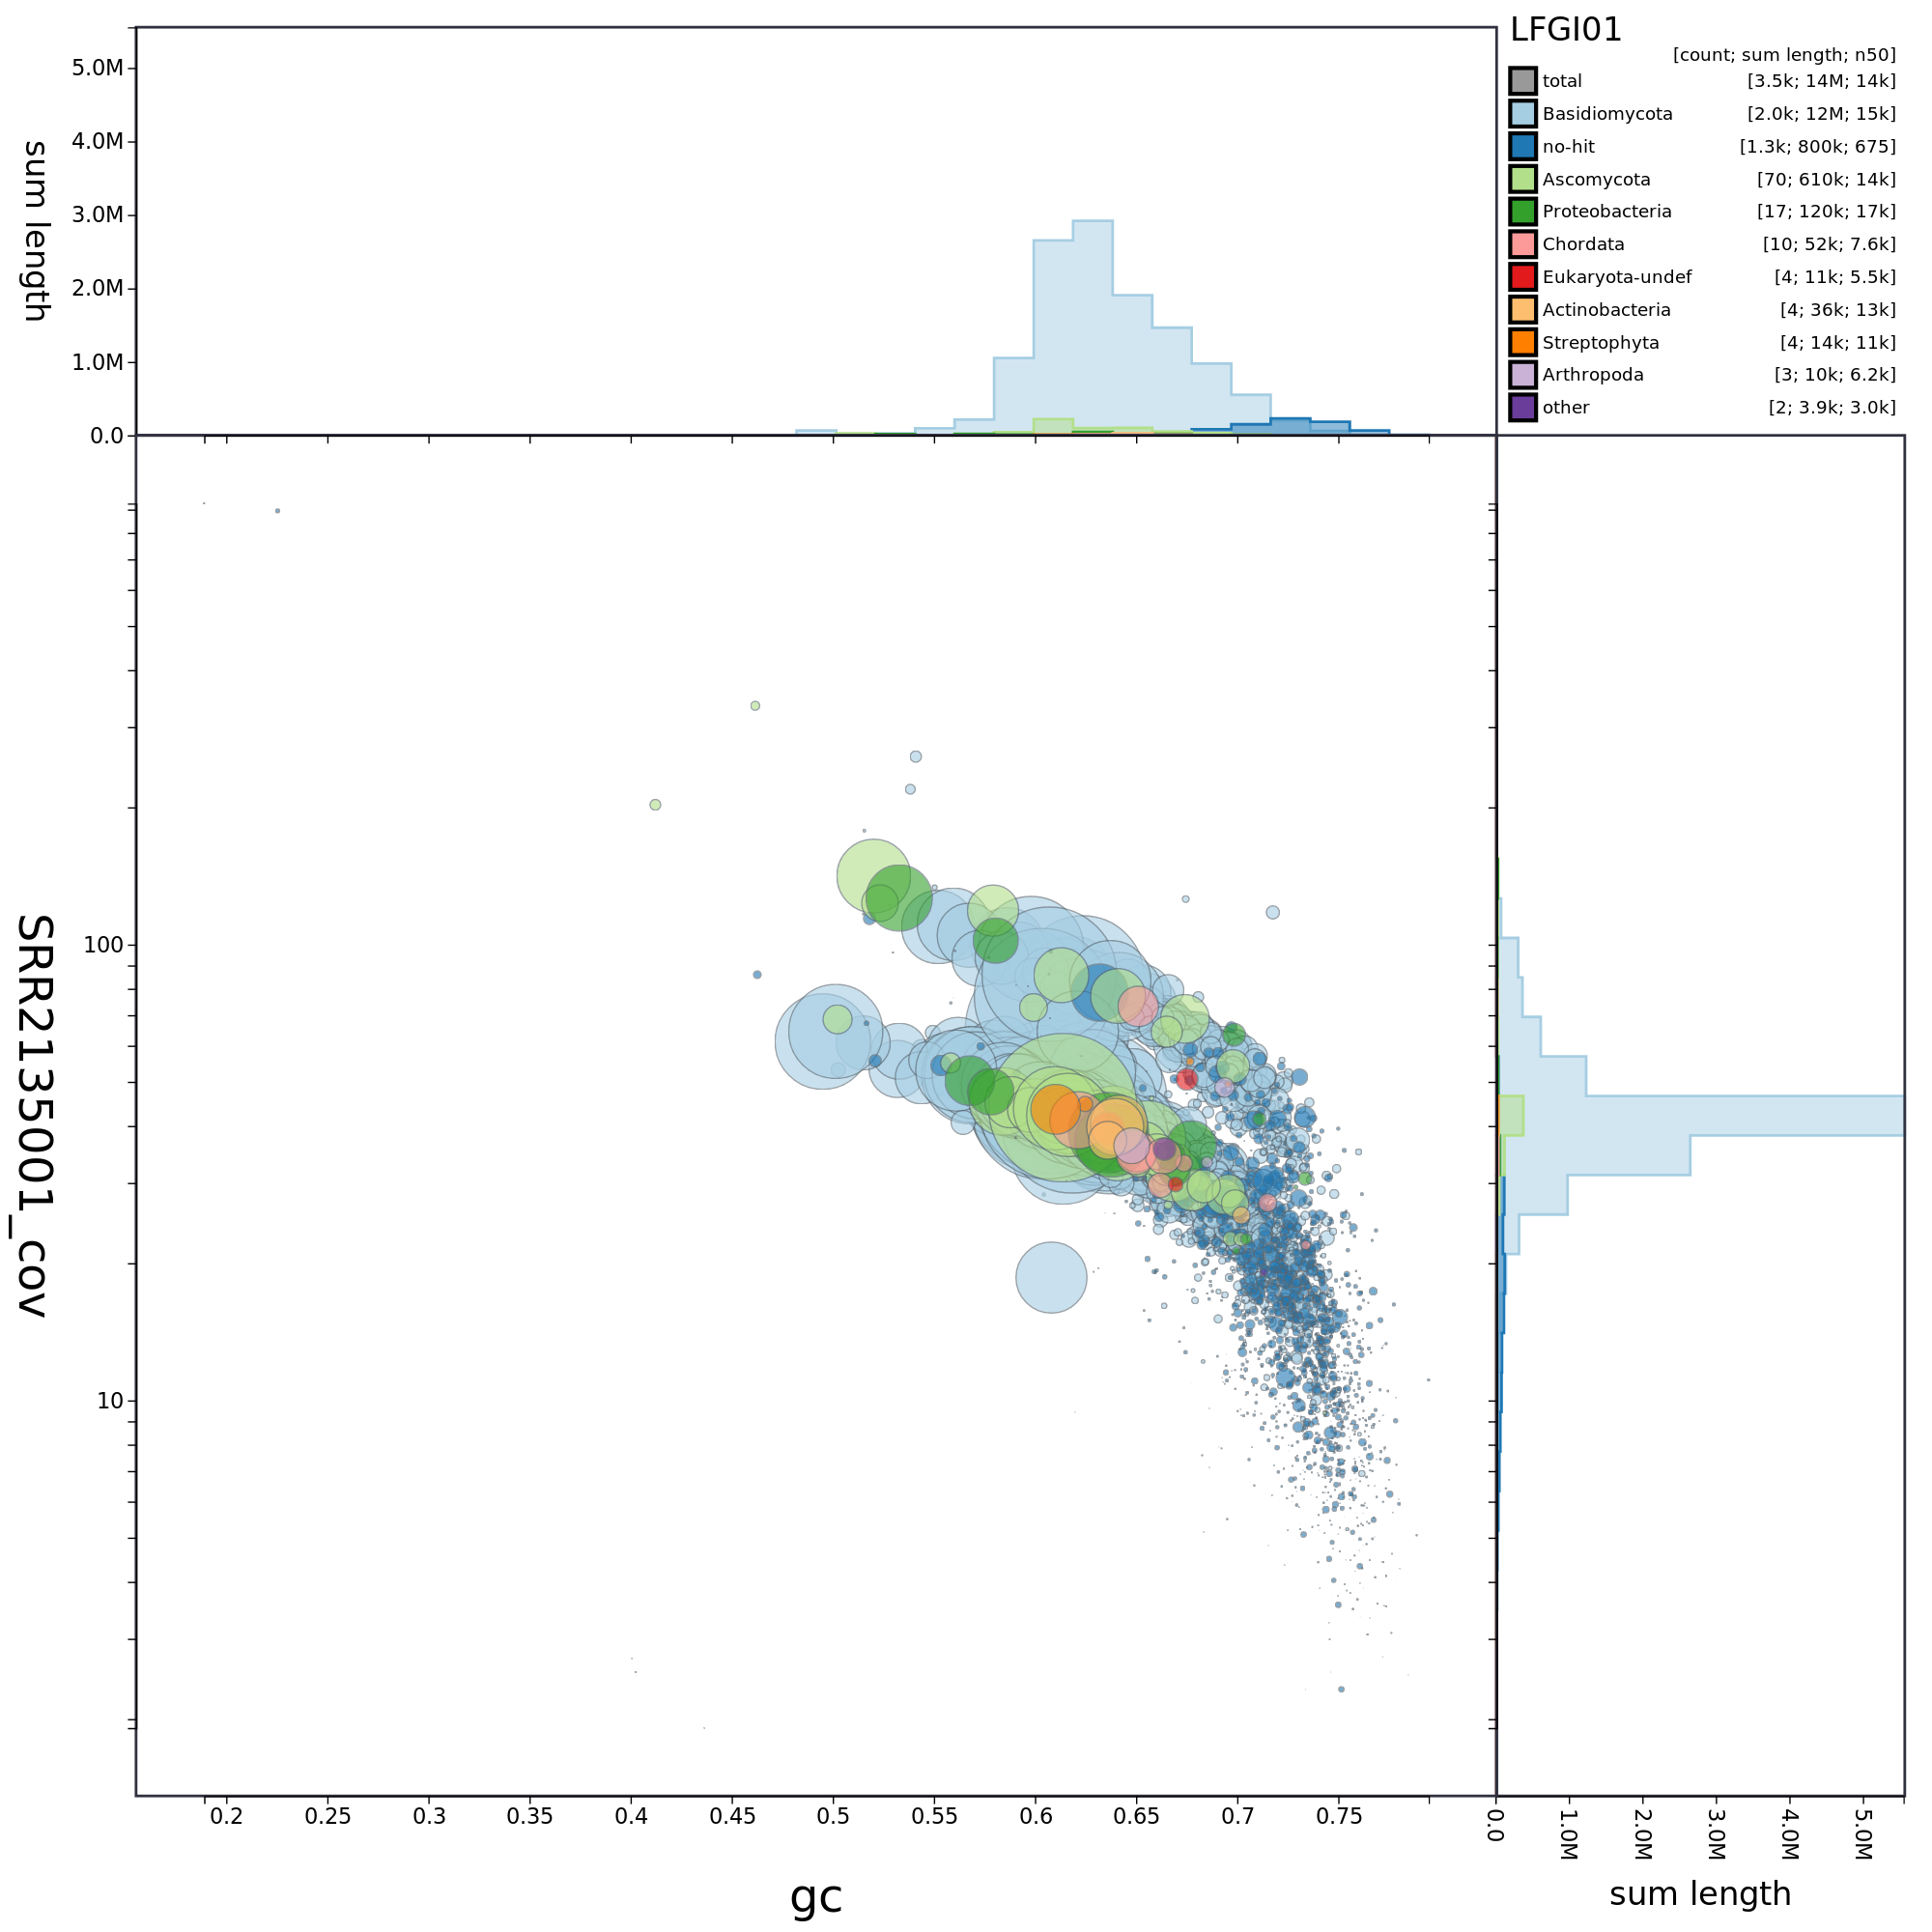 LFGI01
[count; sum length; n50]
total [3.5k; 14M; 14k]
Basidiomycota [2.0k; 12M; 15k]
no-hit [1.3k; 800k; 675]
Ascomycota [70; 610k; 14k]
Proteobacteria [17; 120k; 17k]
Chordata [10; 52k; 7.6k]
Eukaryota-undef [4; 11k; 5.5k]
Actinobacteria [4; 36k; 13k]
Streptophyta [4; 14k; 11k]
Arthropoda [3; 10k; 6.2k]
other [2; 3.9k; 3.0k]
sum length
5.0M
4.0M
3.0M
2.0M
1.0M
0.0
SRR2135001_cov
100
10
0.2 0.25 0.3 0.35 0.4 0.45 0.5 0.55 0.6 0.65 0.7 0.75
gc
0.0 1.0M 2.0M 3.0M 4.0M 5.0M
sum length